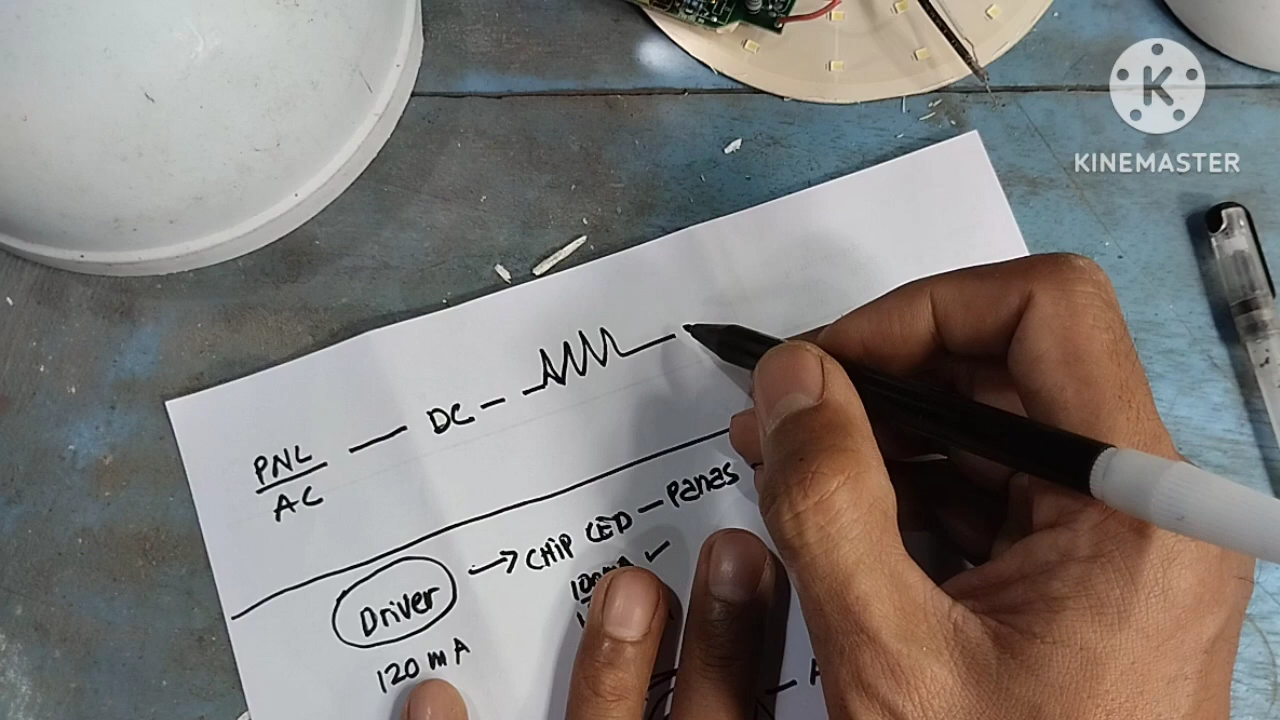 K
KINEMASTER
PNL — DC
AC
Driver → CHIP LED — Panas
120 mA